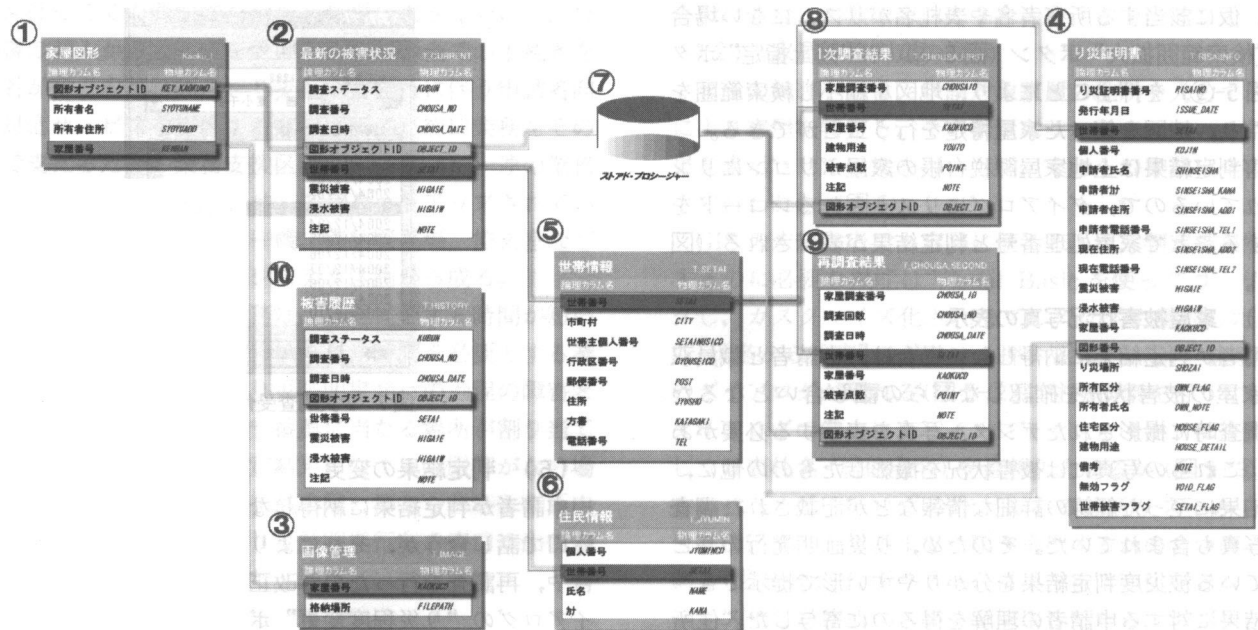 ①
家屋図形
論理カラム名 物理カラム名
図形オブジェクトID KEY_KAOKUNO
所有者名 SYOYUNAME
所有者住所 SYOYUADD
家屋番号
②
最新の被害状況 T_CURRENT
論理カラム名 物理カラム名
調査ステータス KUBUN
調査番号 CHOUSA_NO
調査日時 CHOUSA_DATE
図形オブジェクトID OBJECT_ID
世帯番号 SETAI
震災被害 HIGAIE
浸水被害 HIGAIW
注記 NOTE
⑩
被害履歴 T_HISTORY
論理カラム名 物理カラム名
調査ステータス KUBUN
調査番号 CHOUSA_NO
調査日時 CHOUSA_DATE
図形オブジェクトID OBJECT_ID
世帯番号 SETAI
震災被害 HIGAIE
浸水被害 HIGAIW
注記 NOTE
③
画像管理 T_IMAGE
論理カラム名 物理カラム名
家屋番号 KAOKUCD
格納場所 FILEPATH
⑦
ストアド・プロシージャー
⑤
世帯情報 T_SETAI
論理カラム名 物理カラム名
世帯番号 SETAI
市町村 CITY
世帯主個人番号 SETAINUSICD
行政区番号 GYOUSEICD
郵便番号 POST
住所 JYUSHO
方書 KATAGAKI
電話番号 TEL
⑥
住民情報 T_JYUMIN
論理カラム名 物理カラム名
個人番号 JYUMINCD
世帯番号 SETAI
氏名 NAME
カナ KANA
⑧
1次調査結果 T_CHOUSA_FIRST
論理カラム名 物理カラム名
家屋調査番号 CHOUSAID
世帯番号 SETAI
家屋番号 KAOKUCD
建物用途 YOUTO
被害点数 POINT
注記 NOTE
図形オブジェクトID OBJECT_ID
⑨
再調査結果 T_CHOUSA_SECOND
論理カラム名 物理カラム名
家屋調査番号 CHOUSA_ID
調査回数 CHOUSA_NO
調査日時 CHOUSA_DATE
世帯番号 SETAI
家屋番号 KAOKUCD
被害点数 POINT
注記 NOTE
図形オブジェクトID OBJECT_ID
④
り災証明書 T_RISAIINFO
論理カラム名 物理カラム名
り災証明書番号 RISAINO
発行年月日 ISSUE_DATE
世帯番号 SETAI
個人番号 KOJIN
申請者氏名 SHINSEISHA
申請者カナ SINSEISHA_KANA
申請者住所 SINSEISHA_ADD1
申請者電話番号 SINSEISHA_TEL1
現在住所 SINSEISHA_ADD2
現在電話番号 SINSEISHA_TEL2
震災被害 HIGAIE
浸水被害 HIGAIW
家屋番号 KAOKUCD
図形番号 OBJECT_ID
り災場所 SHOZAI
所有区分 OWN_FLAG
所有者氏名 OWN_NOTE
住宅区分 HOUSE_FLAG
建物用途 HOUSE_DETAIL
備考 NOTE
無効フラグ VOID_FLAG
世帯被害フラグ SETAI_FLAG